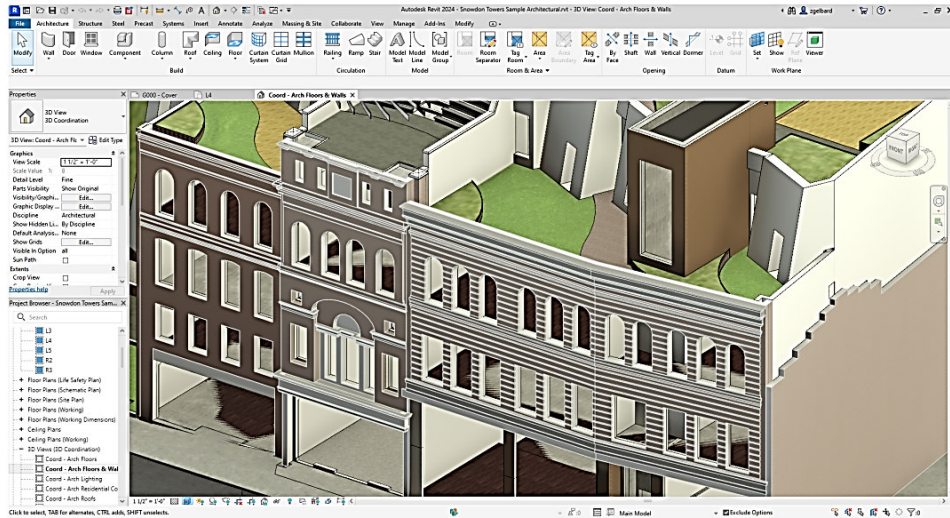 Autodesk Revit 2024 - Snowdon Towers Sample Architectural.rvt - 3D View: Coord - Arch Floors & Walls
zgelbard
File Architecture Structure Steel Precast Systems Insert Annotate Analyze Massing & Site Collaborate View Manage Add-Ins Modify
Modify Wall Door Window Component Column Roof Ceiling Floor Curtain System Curtain Grid Mullion Railing Ramp Stair Model Text Model Line Model Group Room Room Separator Tag Room Area Area Boundary Tag Area By Face Shaft Wall Vertical Dormer Level Grid Set Show Ref Plane Viewer
Select Build Circulation Model Room & Area Opening Datum Work Plane
Properties
G000 - Cover L4 Coord - Arch Floors & Walls
3D View
3D Coordination
3D View: Coord - Arch Flc Edit Type
Graphics
View Scale 1 1/2" = 1'-0"
Scale Value 1: 8
Detail Level Fine
Parts Visibility Show Original
Visibility/Graphi... Edit...
Graphic Display ... Edit...
Discipline Architectural
Show Hidden Li... By Discipline
Default Analysis... None
Show Grids Edit...
Visible In Option all
Sun Path
Extents
Crop View
Properties help Apply
Project Browser - Snowdon Towers Sam...
Search
L3
L4
L5
R2
R3
Floor Plans (Life Safety Plan)
Floor Plans (Schematic Plan)
Floor Plans (Site Plan)
Floor Plans (Working)
Floor Plans (Working Dimensions)
Ceiling Plans
Ceiling Plans (Working)
3D Views (3D Coordination)
Coord - Arch Floors
Coord - Arch Floors & Wal
Coord - Arch Lighting
Coord - Arch Residential Co
Coord - Arch Roofs
FRONT
1 1/2" = 1'-0"
Click to select, TAB for alternates, CTRL adds, SHIFT unselects.
:0
Main Model
Exclude Options
:0